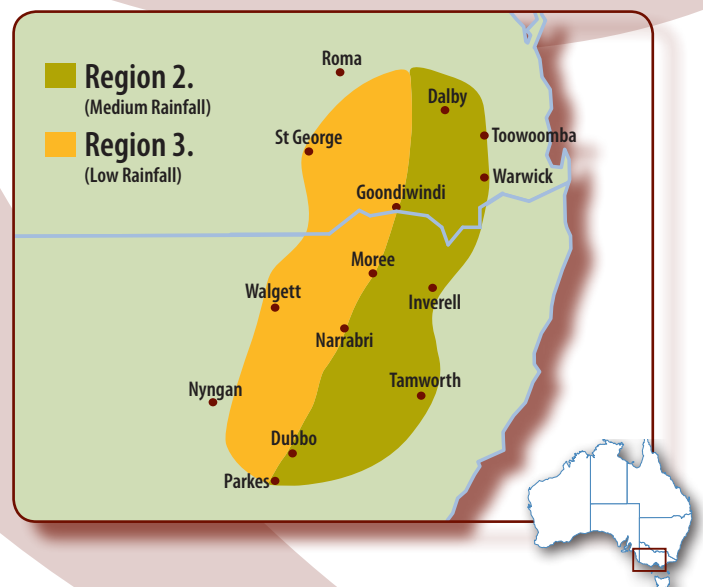 Region 2.
(Medium Rainfall)
Region 3.
(Low Rainfall)
Roma
Dalby
St George
Toowoomba
Warwick
Goondiwindi
Moree
Walgett
Inverell
Narrabri
Nyngan
Tamworth
Dubbo
Parkes